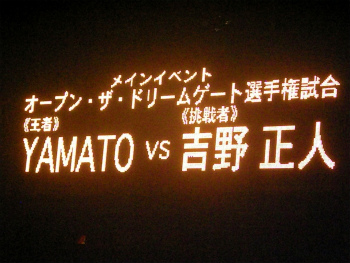 メインイベント
オープン・ザ・ドリームゲート選手権試合
《王者》 《挑戦者》
YAMATO vs 吉野 正人